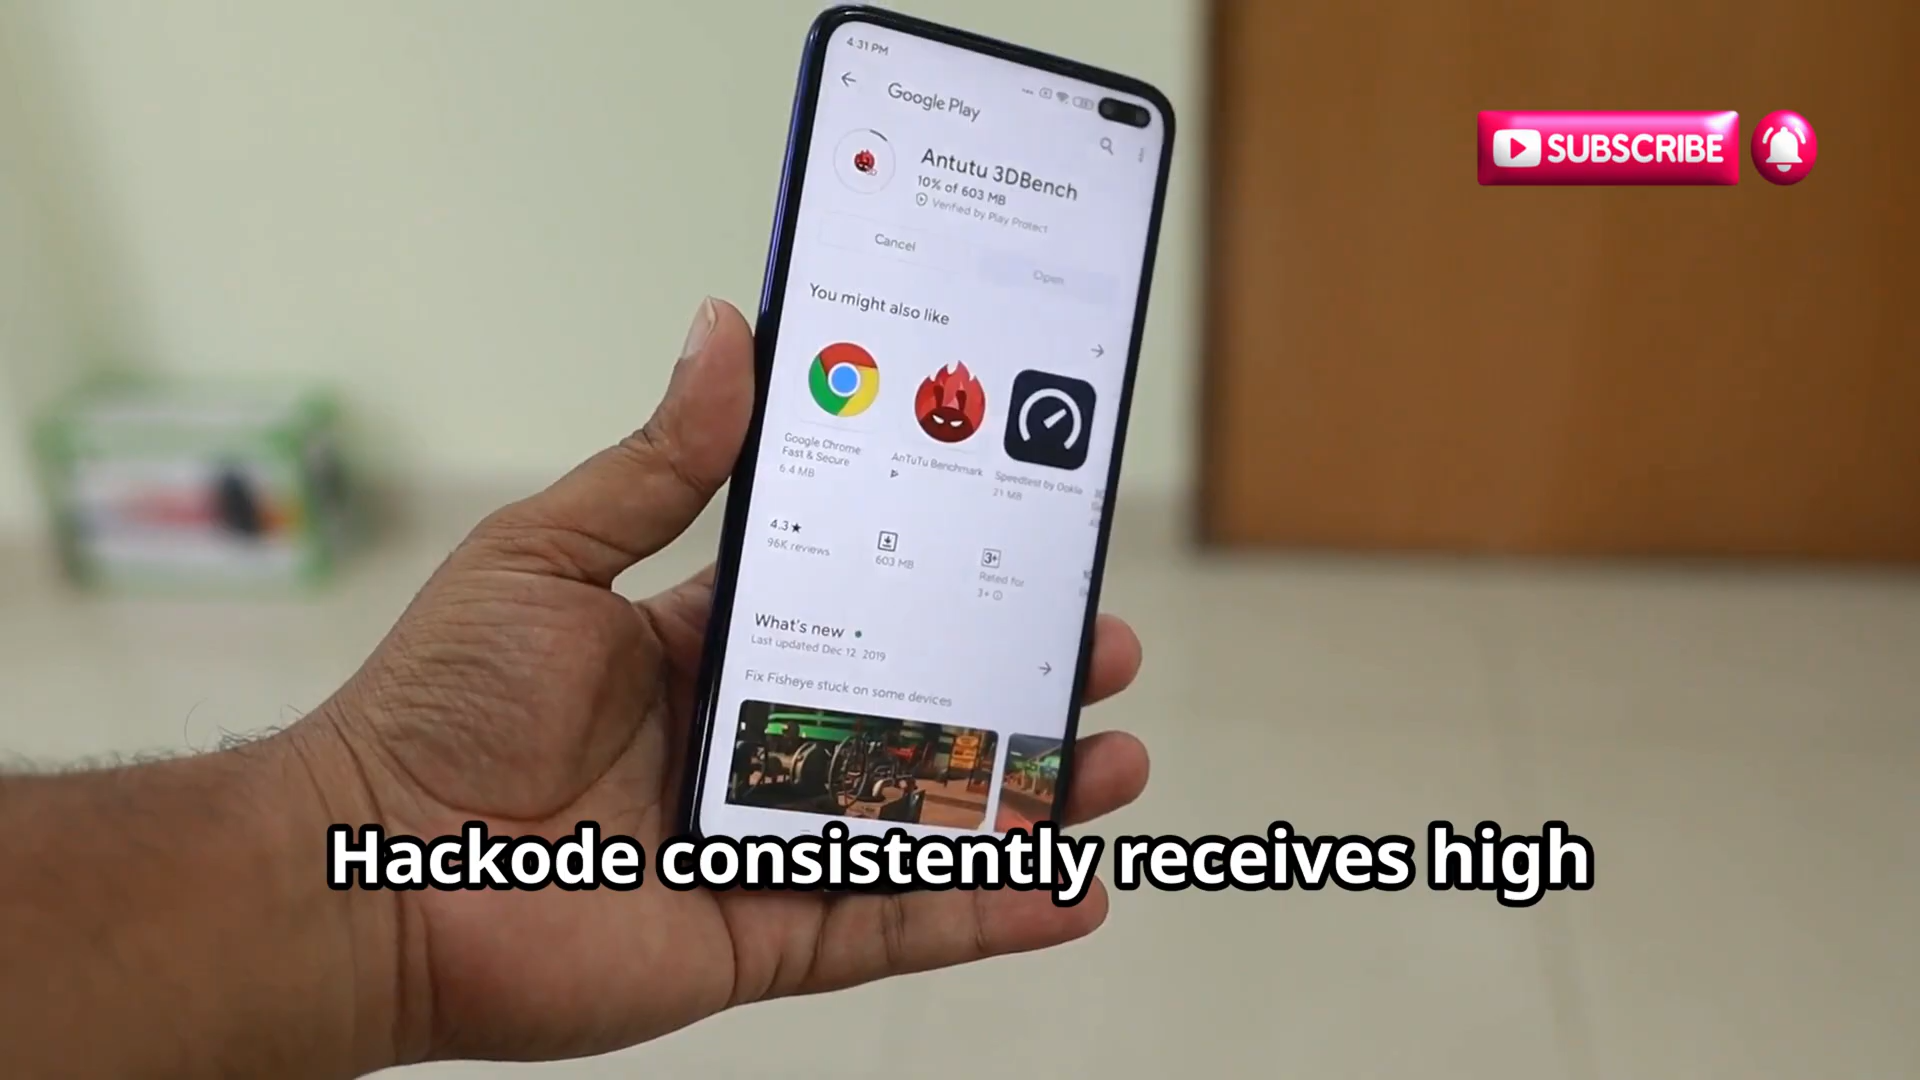 4:31 PM
Google Play
SUBSCRIBE
Antutu 3DBench
10% of 603 MB
Verified by Play Protect
Cancel
Open
You might also like
Google Chrome
Fast & Secure
6.4 MB
AnTuTu Benchmark
Speedtest by Ookla
21 MB
4.3★
96K reviews
603 MB
3+
Rated for
3+
What's new
Last updated Dec 12, 2019
Fix Fisheye stuck on some devices
Hackode consistently receives high